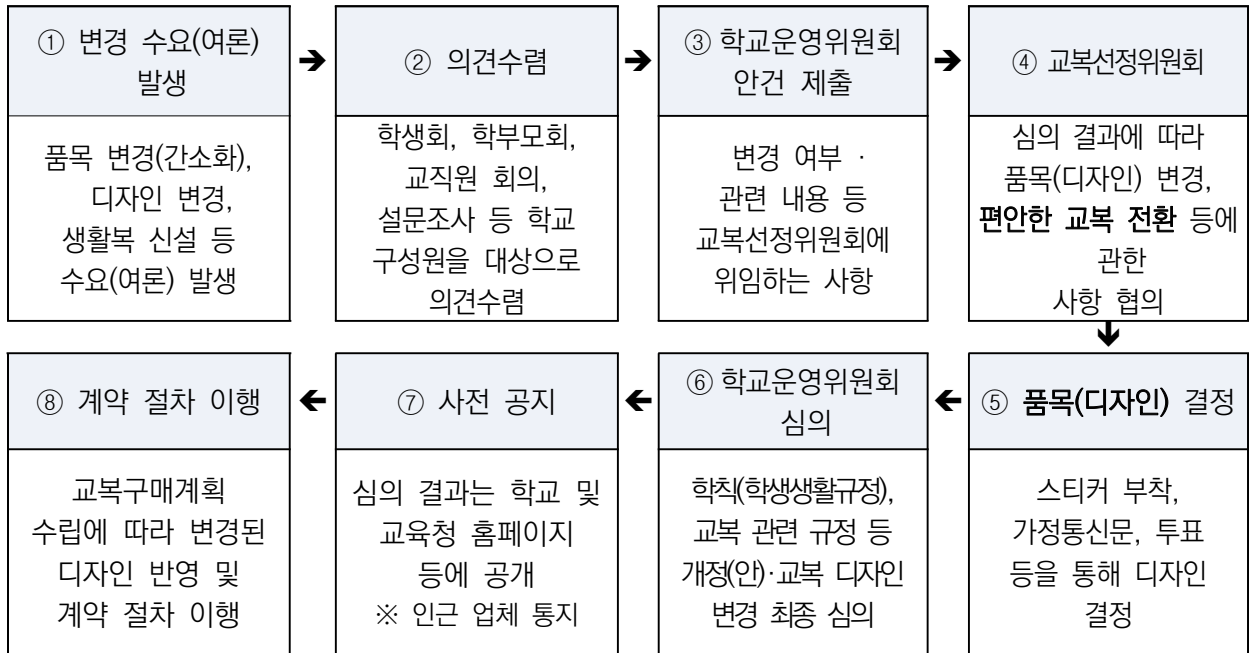 ① 변경 수요(여론)
발생
➔
② 의견수렴
➔
③ 학교운영위원회
안건 제출
➔
④ 교복선정위원회
품목 변경(간소화),
디자인 변경,
생활복 신설 등
수요(여론) 발생
학생회, 학부모회,
교직원 회의,
설문조사 등 학교
구성원을 대상으로
의견수렴
변경 여부 ·
관련 내용 등
교복선정위원회에
위임하는 사항
심의 결과에 따라
품목(디자인) 변경,
편안한 교복 전환 등에
관한
사항 협의
⑤ 품목(디자인) 결정
⑥ 학교운영위원회
심의
⑦ 사전 공지
⑧ 계약 절차 이행
스티커 부착,
가정통신문, 투표
등을 통해 디자인
결정
학칙(학생생활규정),
교복 관련 규정 등
개정(안)·교복 디자인
변경 최종 심의
심의 결과는 학교 및
교육청 홈페이지
등에 공개
※ 인근 업체 통지
교복구매계획
수립에 따라 변경된
디자인 반영 및
계약 절차 이행